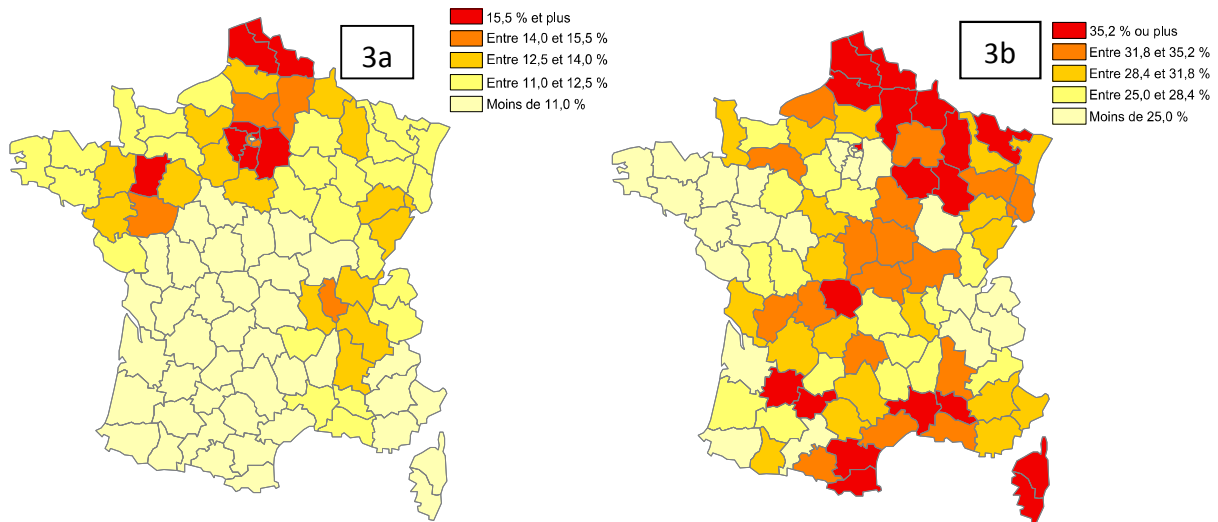 3a
15,5 % et plus
Entre 14,0 et 15,5 %
Entre 12,5 et 14,0 %
Entre 11,0 et 12,5 %
Moins de 11,0 %
3b
35,2 % ou plus
Entre 31,8 et 35,2 %
Entre 28,4 et 31,8 %
Entre 25,0 et 28,4 %
Moins de 25,0 %